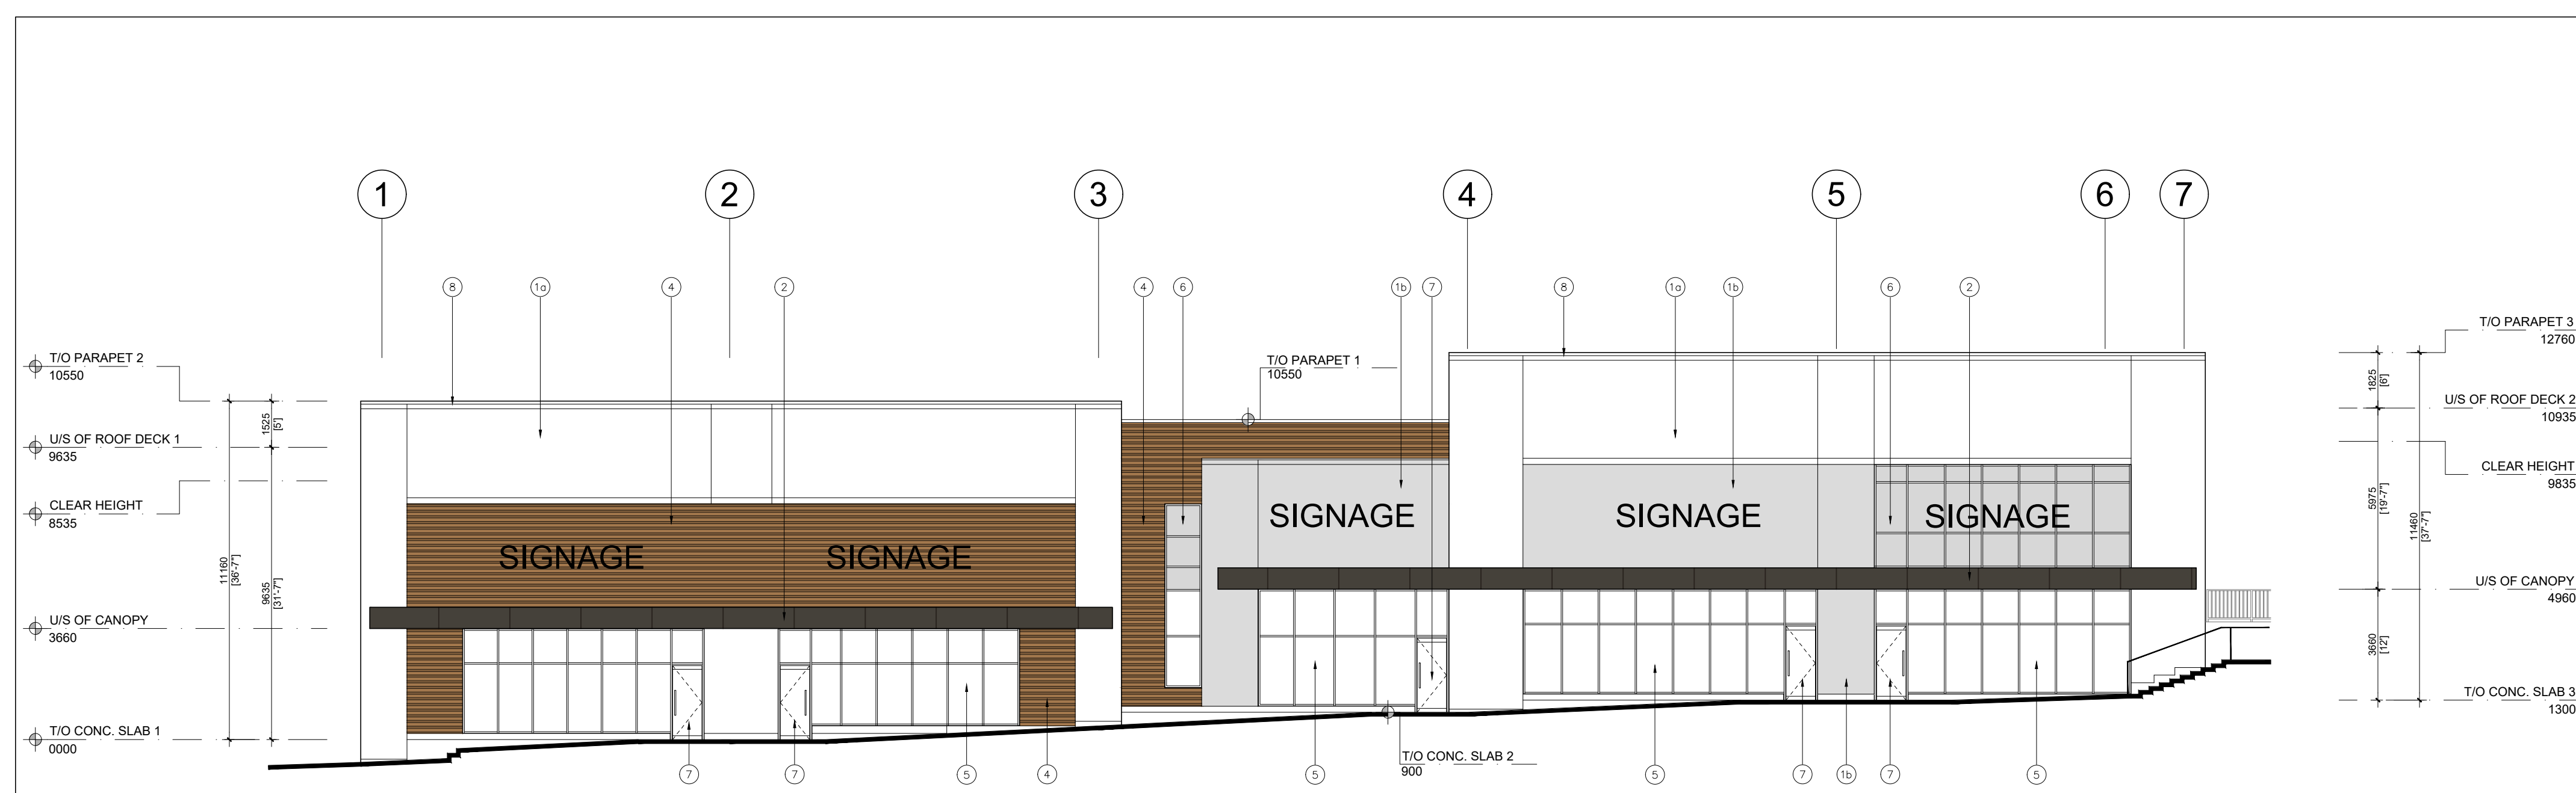 1 2 3 4 5 6 7
8 1a 4 2 4 6 1b 7 8 1a 1b 6 2
T/O PARAPET 2
10550
U/S OF ROOF DECK 1
9635
CLEAR HEIGHT
8535
U/S OF CANOPY
3660
T/O CONC. SLAB 1
0000
11160
[36'-7"]
1525
[5']
9635
[31'-7"]
SIGNAGE SIGNAGE
T/O PARAPET 1
10550
SIGNAGE SIGNAGE SIGNAGE
T/O CONC. SLAB 2
900
7 7 5 4 5 5 7 1b 7 5
1825
[6']
5975
[19'-7"]
3660
[12']
11460
[37'-7"]
T/O PARAPET 3
12760
U/S OF ROOF DECK 2
10935
CLEAR HEIGHT
9835
U/S OF CANOPY
4960
T/O CONC. SLAB 3
1300